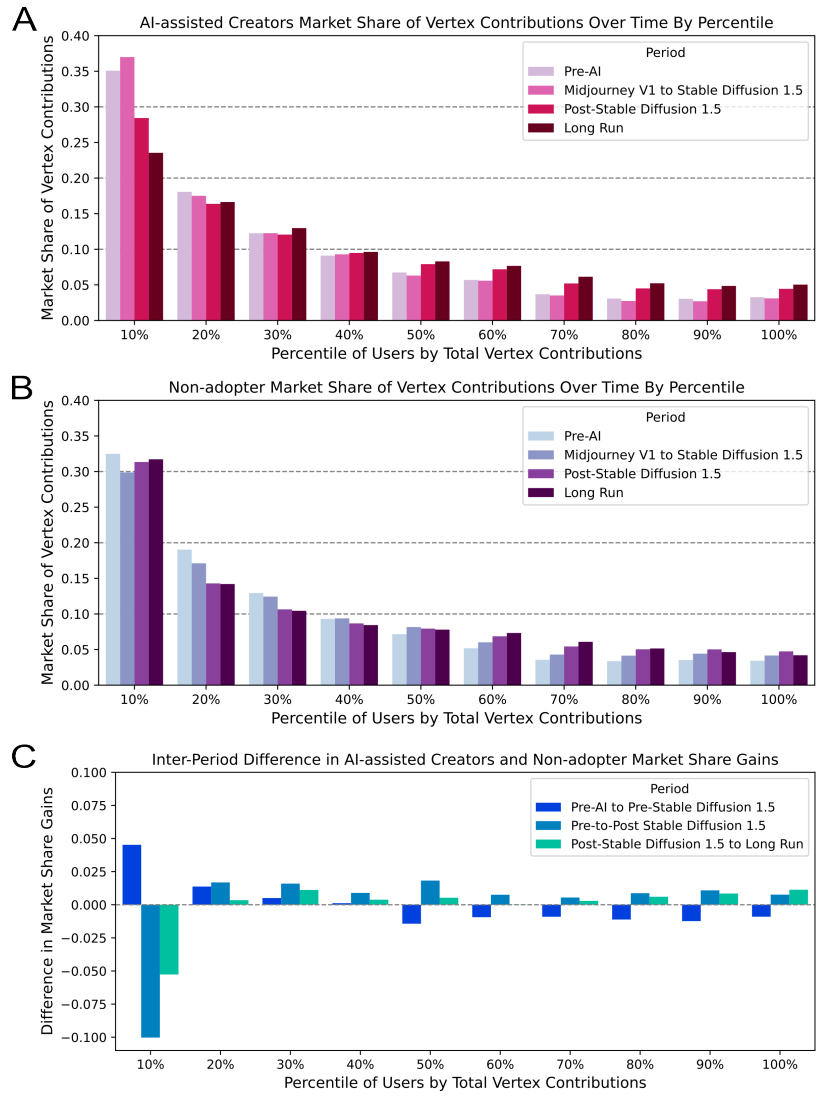 A
AI-assisted Creators Market Share of Vertex Contributions Over Time By Percentile
Market Share of Vertex Contributions
0.40
0.35
0.30
0.25
0.20
0.15
0.10
0.05
0.00
Period
Pre-AI
Midjourney V1 to Stable Diffusion 1.5
Post-Stable Diffusion 1.5
Long Run
10% 20% 30% 40% 50% 60% 70% 80% 90% 100%
Percentile of Users by Total Vertex Contributions
B
Non-adopter Market Share of Vertex Contributions Over Time By Percentile
Market Share of Vertex Contributions
0.40
0.35
0.30
0.25
0.20
0.15
0.10
0.05
0.00
Period
Pre-AI
Midjourney V1 to Stable Diffusion 1.5
Post-Stable Diffusion 1.5
Long Run
10% 20% 30% 40% 50% 60% 70% 80% 90% 100%
Percentile of Users by Total Vertex Contributions
C
Inter-Period Difference in AI-assisted Creators and Non-adopter Market Share Gains
Difference in Market Share Gains
0.100
0.075
0.050
0.025
0.000
−0.025
−0.050
−0.075
−0.100
Period
Pre-AI to Pre-Stable Diffusion 1.5
Pre-to-Post Stable Diffusion 1.5
Post-Stable Diffusion 1.5 to Long Run
10% 20% 30% 40% 50% 60% 70% 80% 90% 100%
Percentile of Users by Total Vertex Contributions